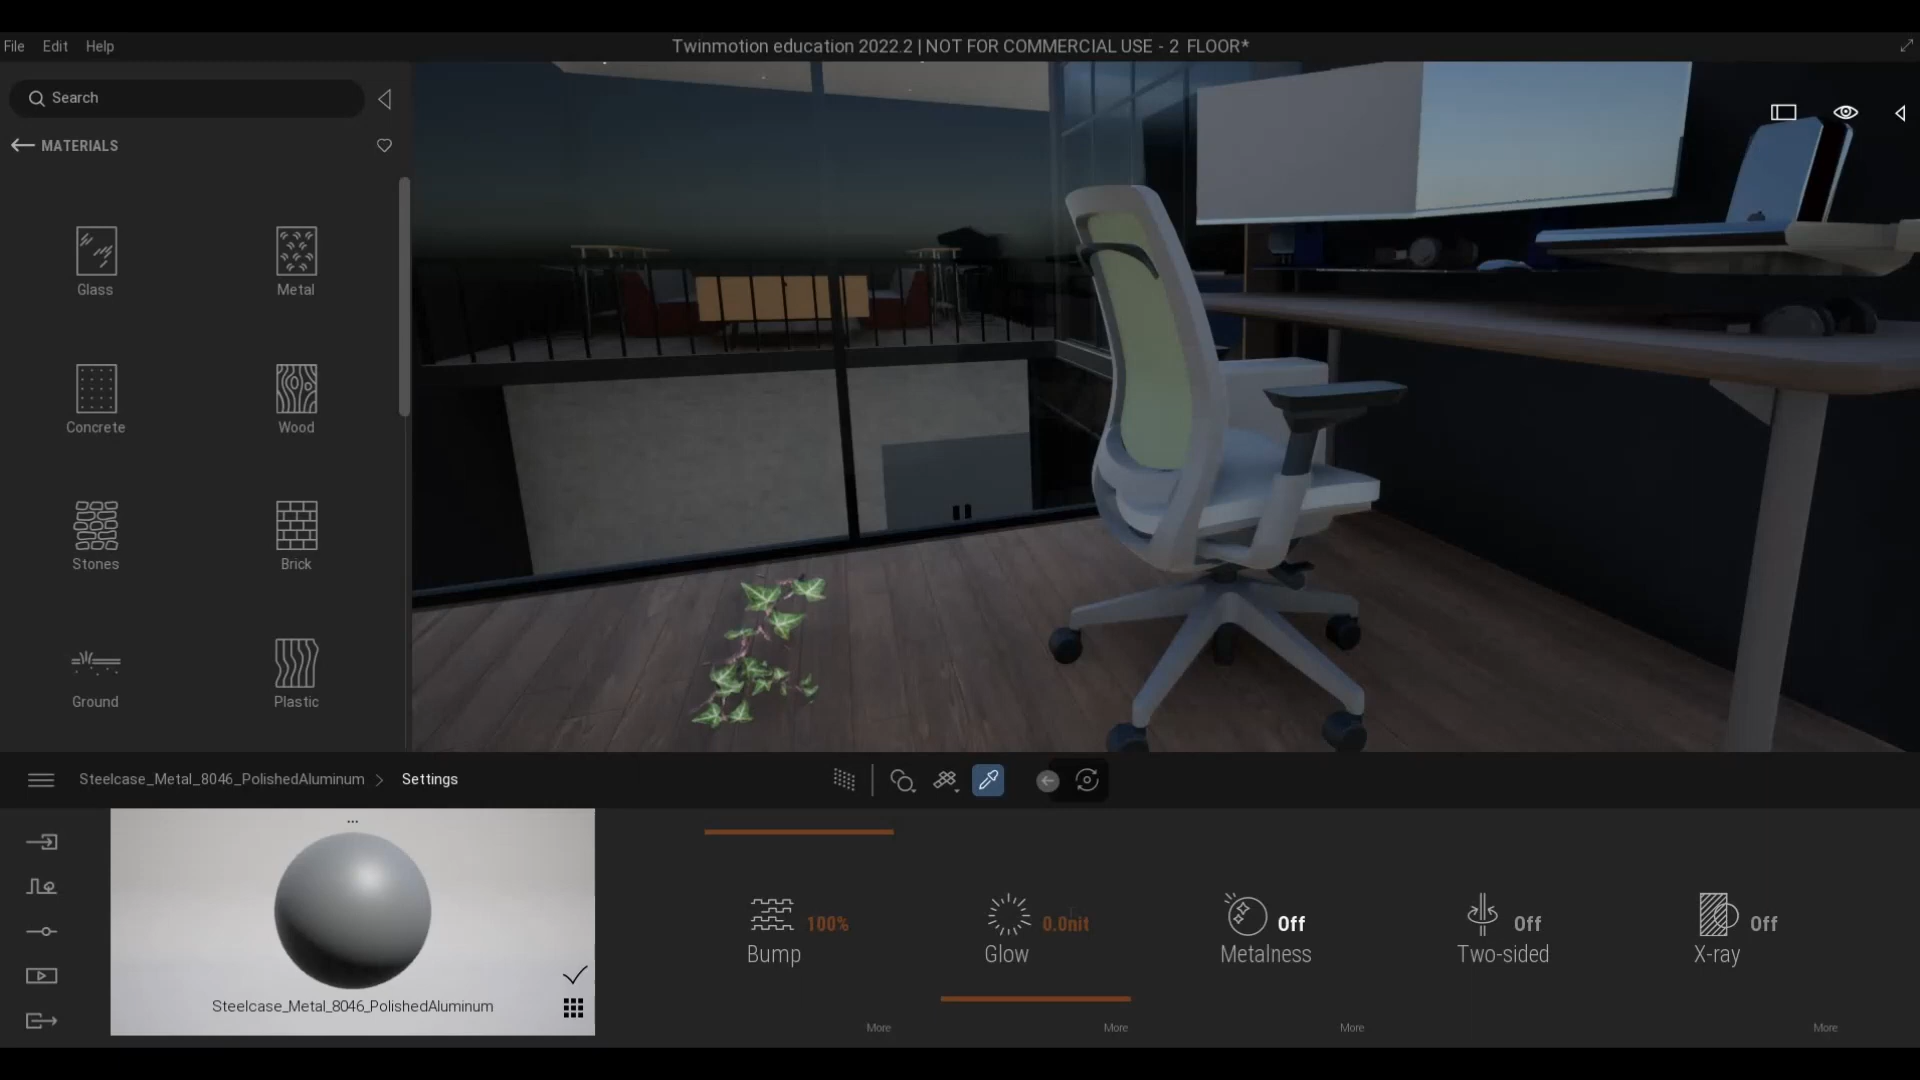 File Edit Help
Twinmotion education 2022.2 | NOT FOR COMMERCIAL USE - 2 FLOOR*
Search
MATERIALS
Glass
Metal
Concrete
Wood
Stones
Brick
Ground
Plastic
Steelcase_Metal_8046_PolishedAluminum > Settings
...
Steelcase_Metal_8046_PolishedAluminum
100%
Bump
0.0nit
Glow
Off
Metalness
Off
Two-sided
Off
X-ray
More
More
More
More